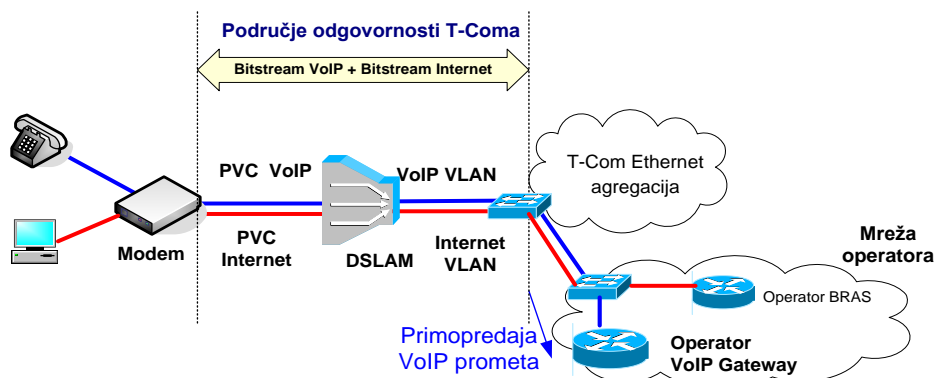 Područje odgovornosti T-Coma
Bitstream VoIP + Bitstream Internet
T-Com Ethernet
agregacija
PVC VoIP
VoIP VLAN
Modem
PVC
Internet
DSLAM
Internet
VLAN
Mreža
operatora
Operator BRAS
Primopredaja
VoIP prometa
Operator
VoIP Gateway